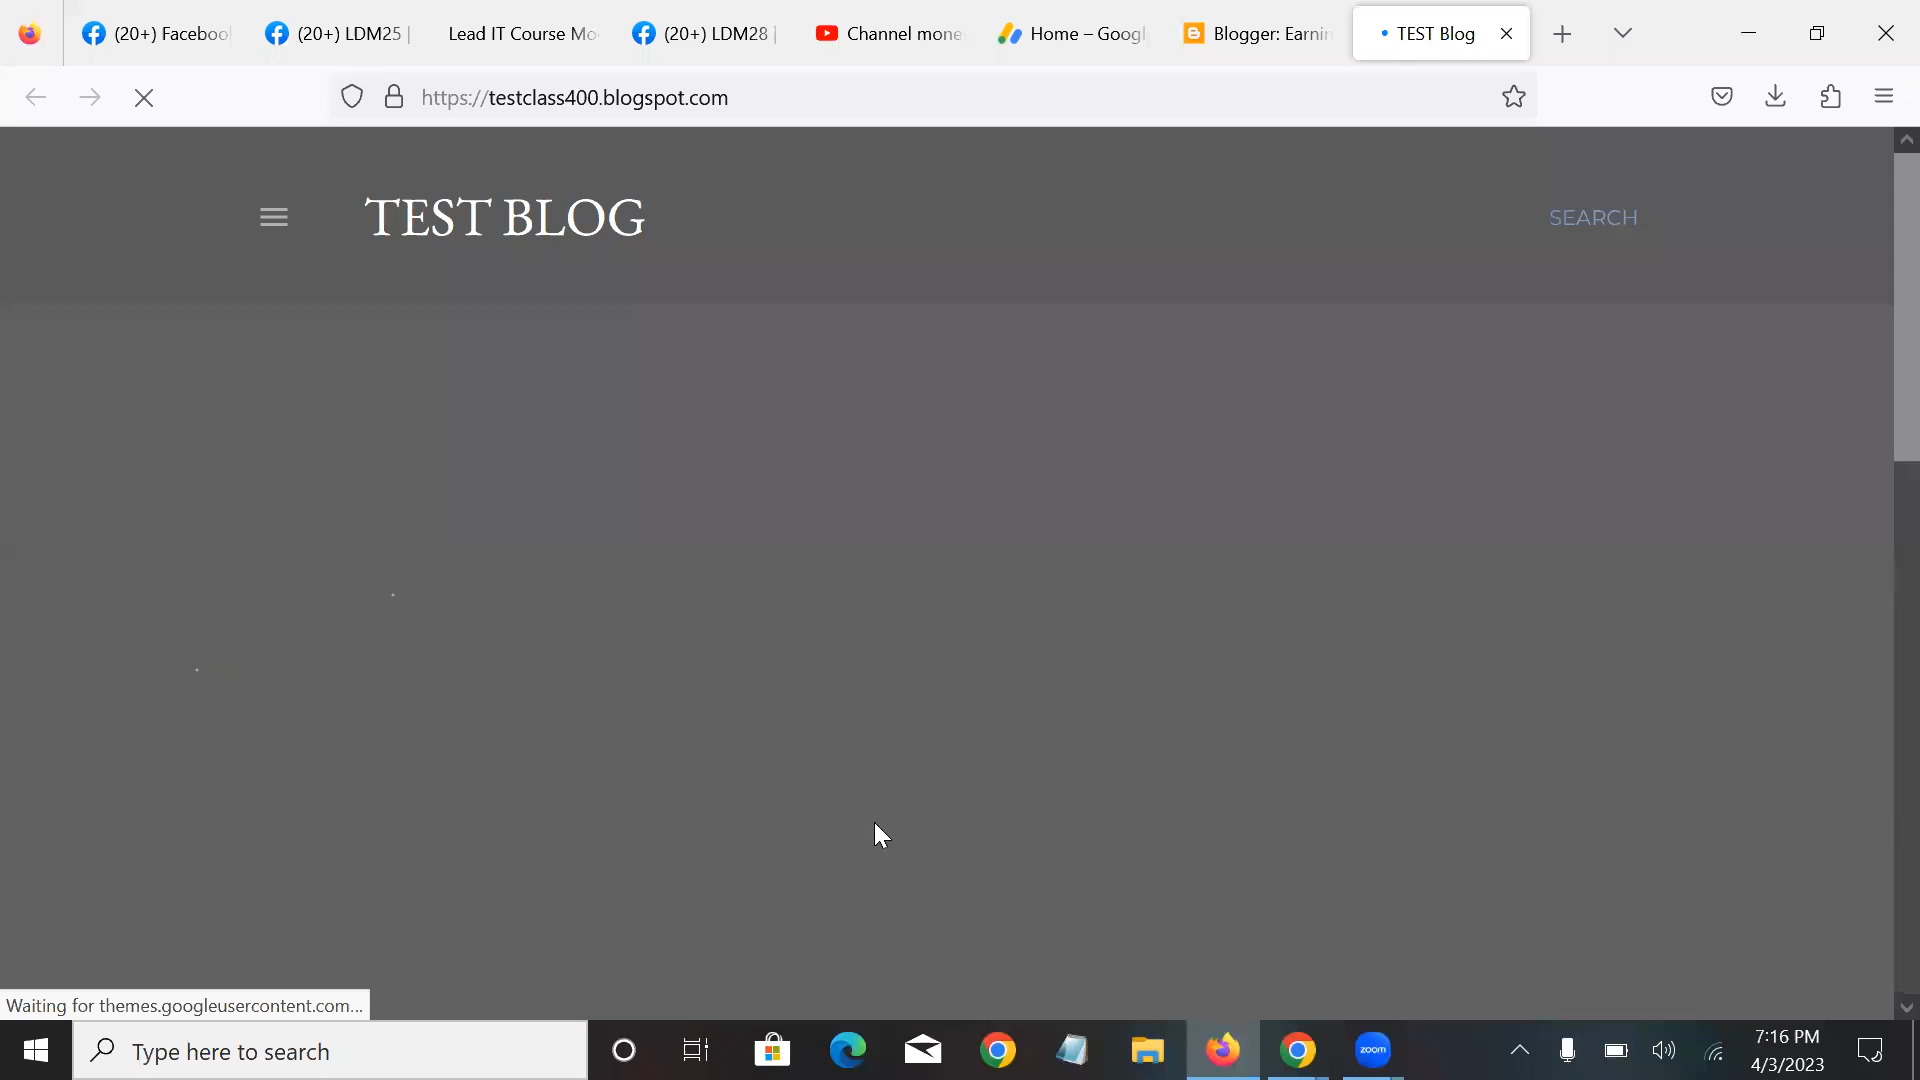 (20+) Faceboo
(20+) LDM25 |
Lead IT Course Mo
(20+) LDM28 |
Channel mone
Home – Googl
Blogger: Earnin
TEST Blog
https://testclass400.blogspot.com
TEST BLOG
SEARCH
Waiting for themes.googleusercontent.com...
Type here to search
zoom
7:16 PM
4/3/2023